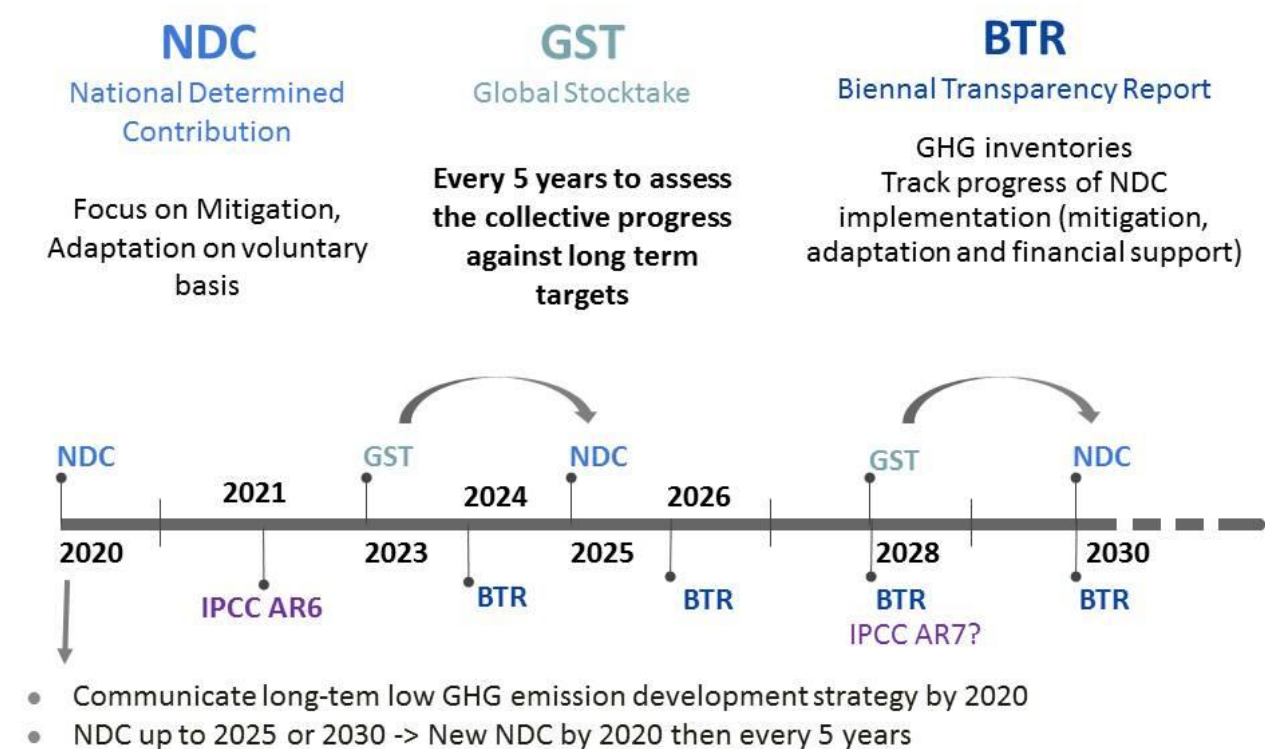 NDC
National Determined
Contribution
Focus on Mitigation,
Adaptation on voluntary
basis
GST
Global Stocktake
Every 5 years to assess
the collective progress
against long term
targets
BTR
Biennal Transparency Report
GHG inventories
Track progress of NDC
implementation (mitigation,
adaptation and financial support)
NDC
GST
NDC
GST
NDC
2021
2024
2026
2020
2023
2025
2028
2030
IPCC AR6
BTR
BTR
BTR
BTR
IPCC AR7?
Communicate long-tem low GHG emission development strategy by 2020
NDC up to 2025 or 2030 -> New NDC by 2020 then every 5 years